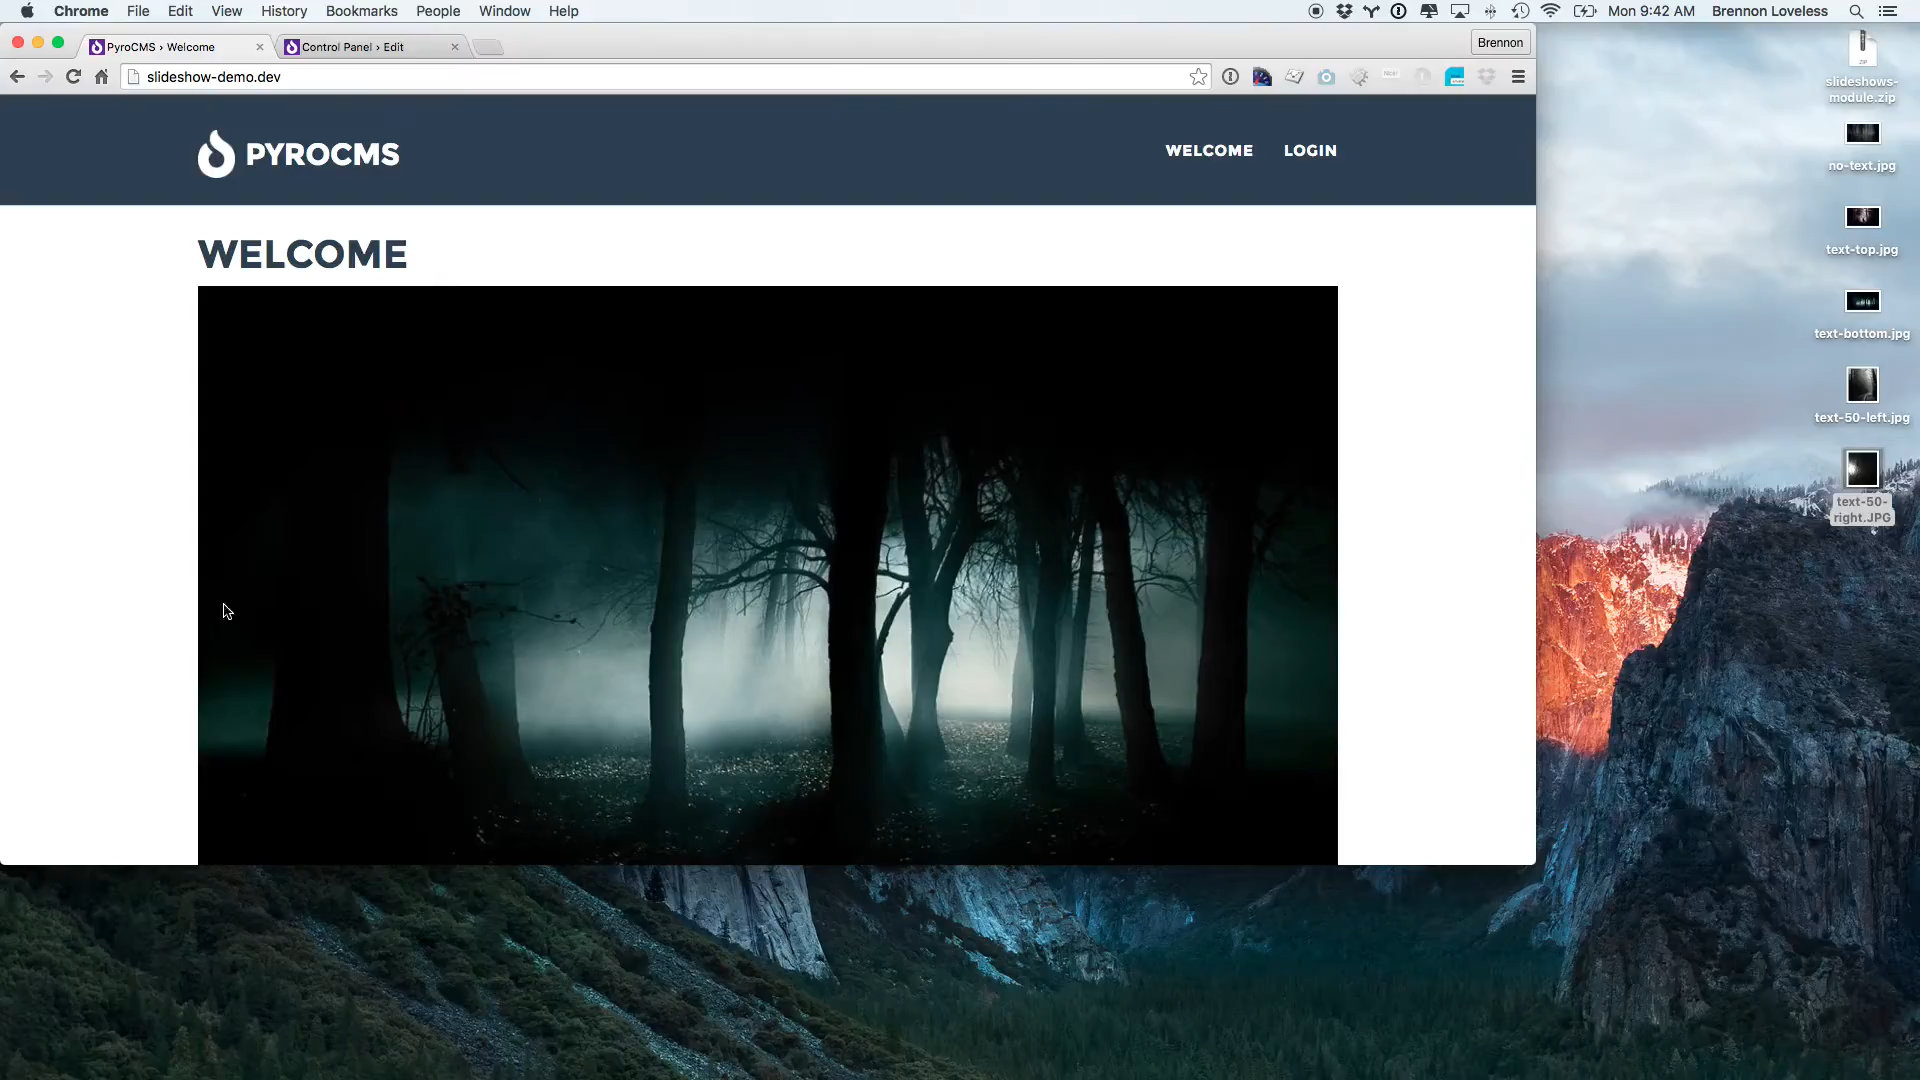 Chrome File Edit View History Bookmarks People Window Help
Mon 9:42 AM Brennon Loveless
PyroCMS › Welcome
Control Panel › Edit
Brennon
slideshow-demo.dev
PYROCMS
WELCOME LOGIN
WELCOME
ZIP
slideshows-
module.zip
no-text.jpg
text-top.jpg
text-bottom.jpg
text-50-left.jpg
text-50-
right.JPG